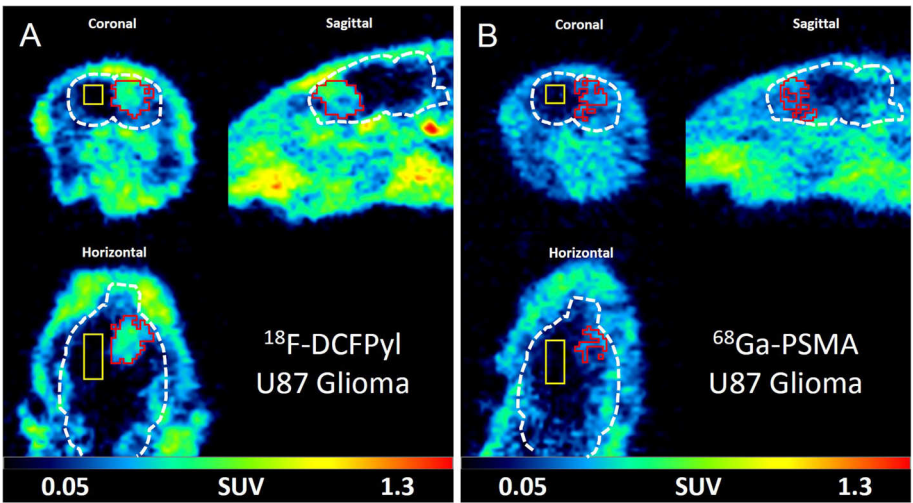 A
Coronal
Sagittal
Horizontal
¹⁸F-DCFPyl
U87 Glioma
0.05 SUV 1.3
B
Coronal
Sagittal
Horizontal
⁶⁸Ga-PSMA
U87 Glioma
0.05 SUV 1.3